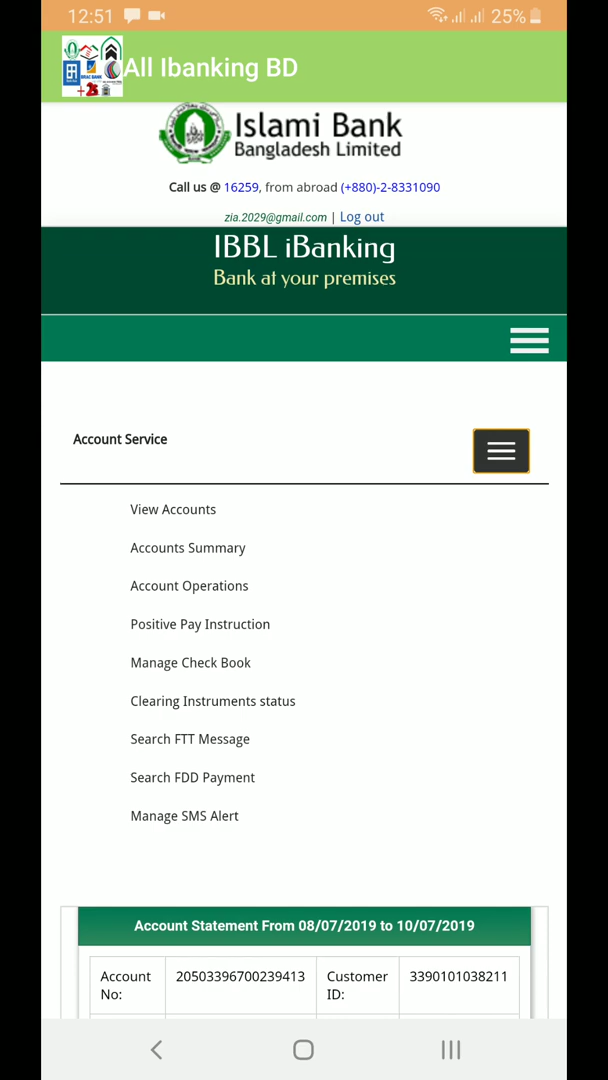 12:51 25%
All Ibanking BD
Islami Bank
Bangladesh Limited
Call us @ 16259, from abroad (+880)-2-8331090
zia.2029@gmail.com | Log out
IBBL iBanking
Bank at your premises
Account Service
View Accounts
Accounts Summary
Account Operations
Positive Pay Instruction
Manage Check Book
Clearing Instruments status
Search FTT Message
Search FDD Payment
Manage SMS Alert
Account Statement From 08/07/2019 to 10/07/2019
Account No: 20503396700239413 Customer ID: 3390101038211